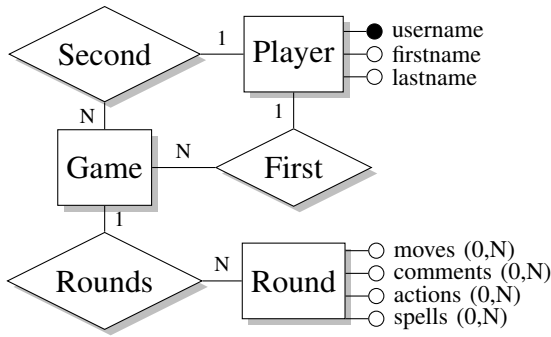 Second
1
Player
username
firstname
lastname
N
1
Game
N
First
1
Rounds
N
Round
moves (0,N)
comments (0,N)
actions (0,N)
spells (0,N)